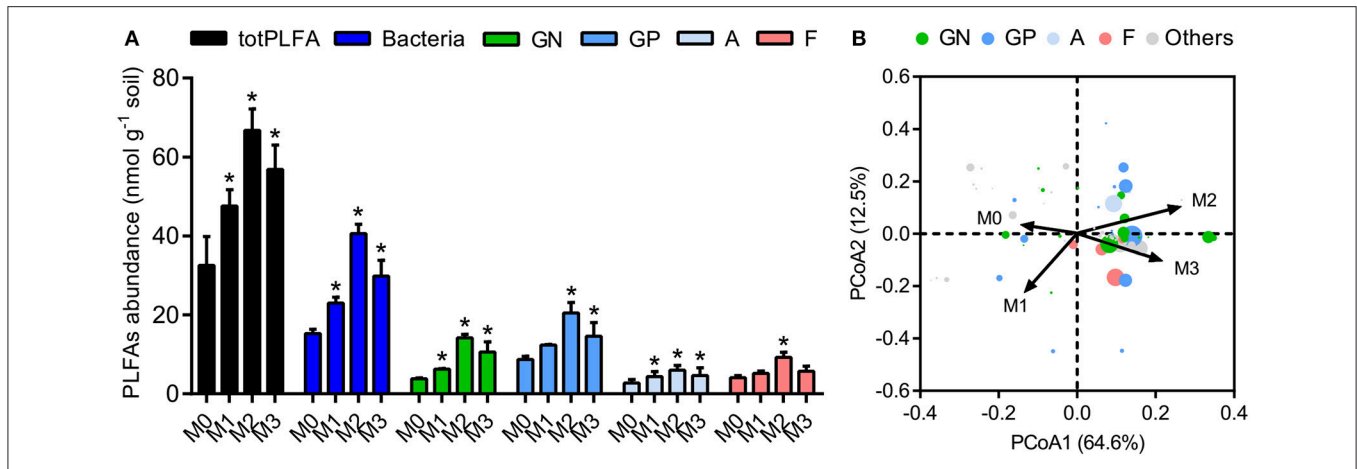 A totPLFA Bacteria GN GP A F
PLFAs abundance (nmol g⁻¹ soil)
80
60
40
20
0
* * *
* * *
* * *
* *
* * *
*
M0 M1 M2 M3 M0 M1 M2 M3 M0 M1 M2 M3 M0 M1 M2 M3 M0 M1 M2 M3 M0 M1 M2 M3
B GN GP A F Others
PCoA2 (12.5%)
0.6
0.4
0.2
0.0
-0.2
-0.4
-0.6
M0
M2
M3
M1
-0.4 -0.2 0.0 0.2 0.4
PCoA1 (64.6%)